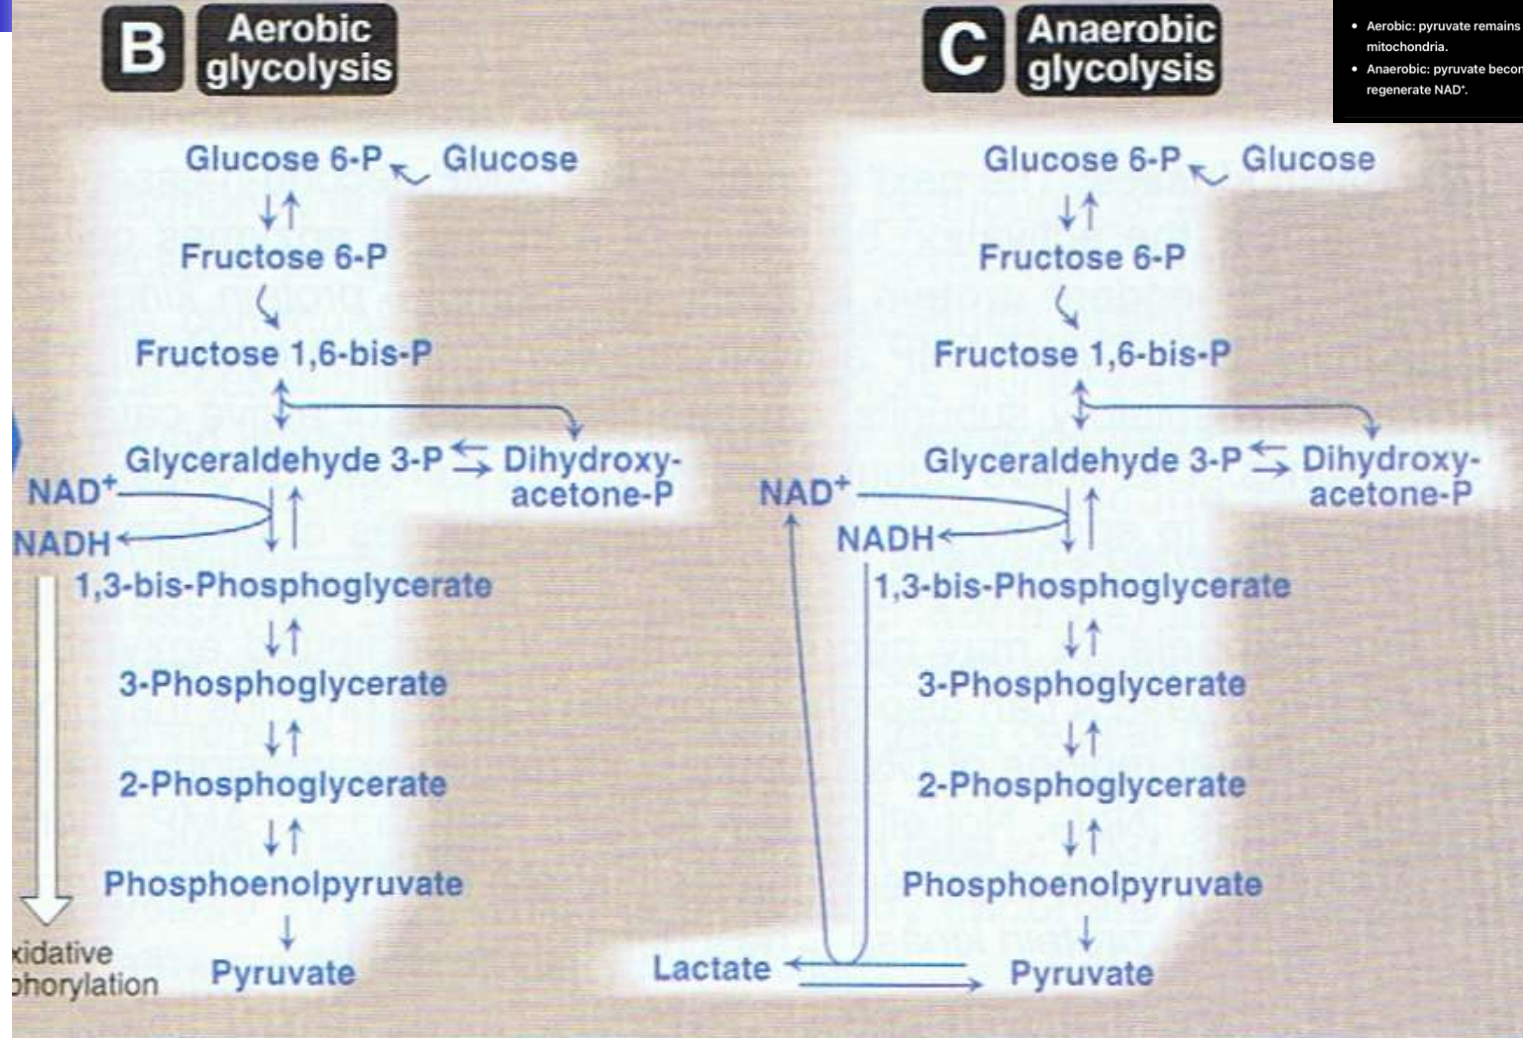 B
Aerobic
glycolysis
Glucose 6-P
Glucose
Fructose 6-P
Fructose 1,6-bis-P
Glyceraldehyde 3-P
Dihydroxy-
acetone-P
NAD+
NADH
1,3-bis-Phosphoglycerate
3-Phosphoglycerate
2-Phosphoglycerate
Phosphoenolpyruvate
xidative
phorylation
Pyruvate
C
Anaerobic
glycolysis
Glucose 6-P
Glucose
Fructose 6-P
Fructose 1,6-bis-P
Glyceraldehyde 3-P
Dihydroxy-
acetone-P
NAD+
NADH
1,3-bis-Phosphoglycerate
3-Phosphoglycerate
2-Phosphoglycerate
Phosphoenolpyruvate
Lactate
Pyruvate
• Aerobic: pyruvate remains
mitochondria.
• Anaerobic: pyruvate becom
regenerate NAD⁺.